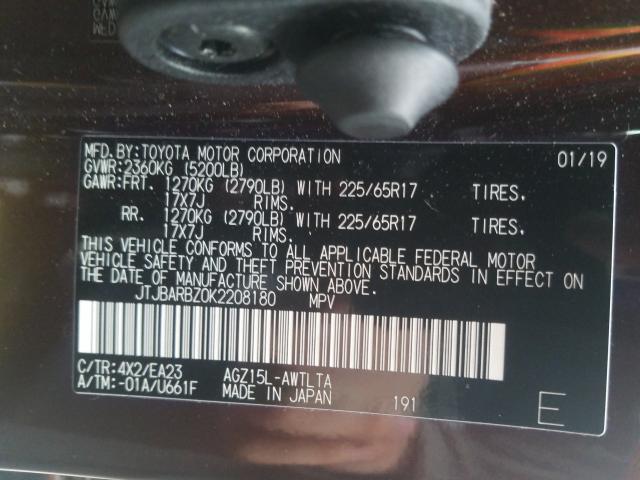 MFD.BY:TOYOTA MOTOR CORPORATION 01/19
GVWR:2360KG (5200LB)
GAWR:FRT. 1270KG (2790LB) WITH 225/65R17 TIRES.
17X7J RIMS.
RR. 1270KG (2790LB) WITH 225/65R17 TIRES.
17X7J RIMS.
THIS VEHICLE CONFORMS TO ALL APPLICABLE FEDERAL MOTOR
VEHICLE SAFETY AND THEFT PREVENTION STANDARDS IN EFFECT ON
THE DATE OF MANUFACTURE SHOWN ABOVE.
JTJBARBZ0K2208180 MPV
C/TR:4X2/EA23 AGZ15L-AWTLTA
A/TM:-01A/U661F MADE IN JAPAN 191 E